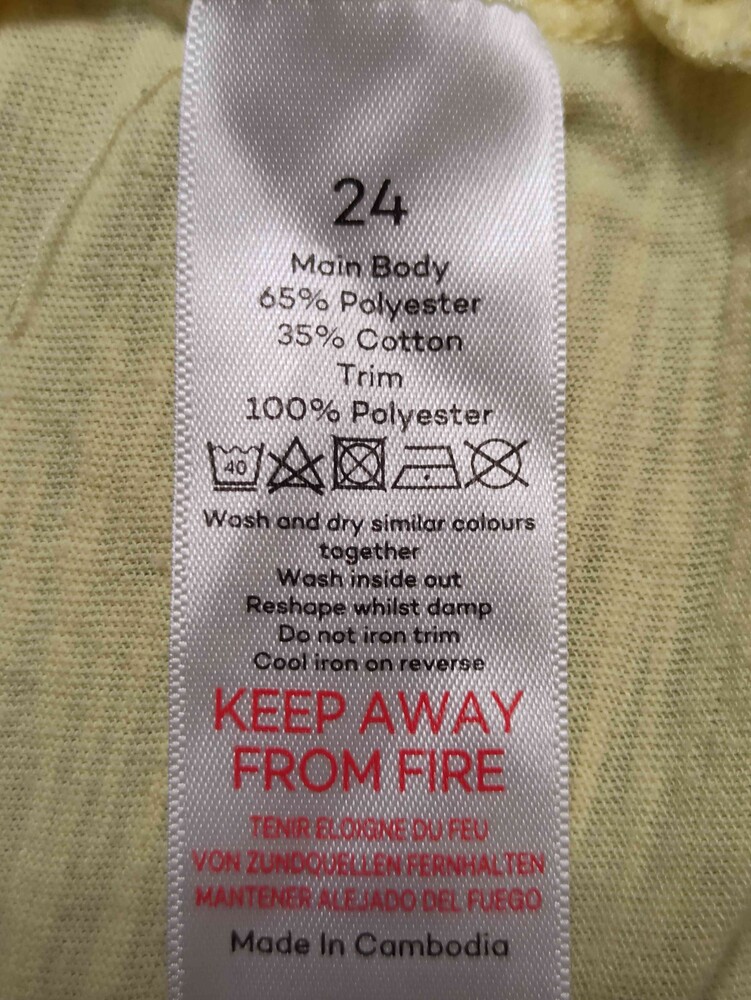 24
Main Body
65% Polyester
35% Cotton
Trim
100% Polyester
40
Wash and dry similar colours
together
Wash inside out
Reshape whilst damp
Do not iron trim
Cool iron on reverse
KEEP AWAY
FROM FIRE
TENIR ELOIGNE DU FEU
VON ZUNDQUELLEN FERNHALTEN
MANTENER ALEJADO DEL FUEGO
Made In Cambodia